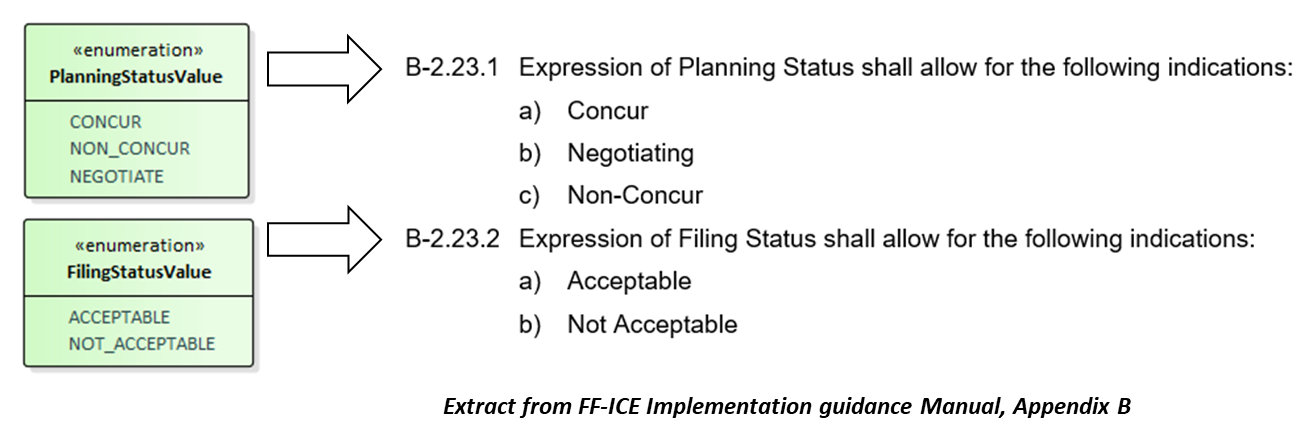 «enumeration»
PlanningStatusValue
CONCUR
NON_CONCUR
NEGOTIATE
B-2.23.1 Expression of Planning Status shall allow for the following indications:
a) Concur
b) Negotiating
c) Non-Concur
«enumeration»
FilingStatusValue
ACCEPTABLE
NOT_ACCEPTABLE
B-2.23.2 Expression of Filing Status shall allow for the following indications:
a) Acceptable
b) Not Acceptable
Extract from FF-ICE Implementation guidance Manual, Appendix B